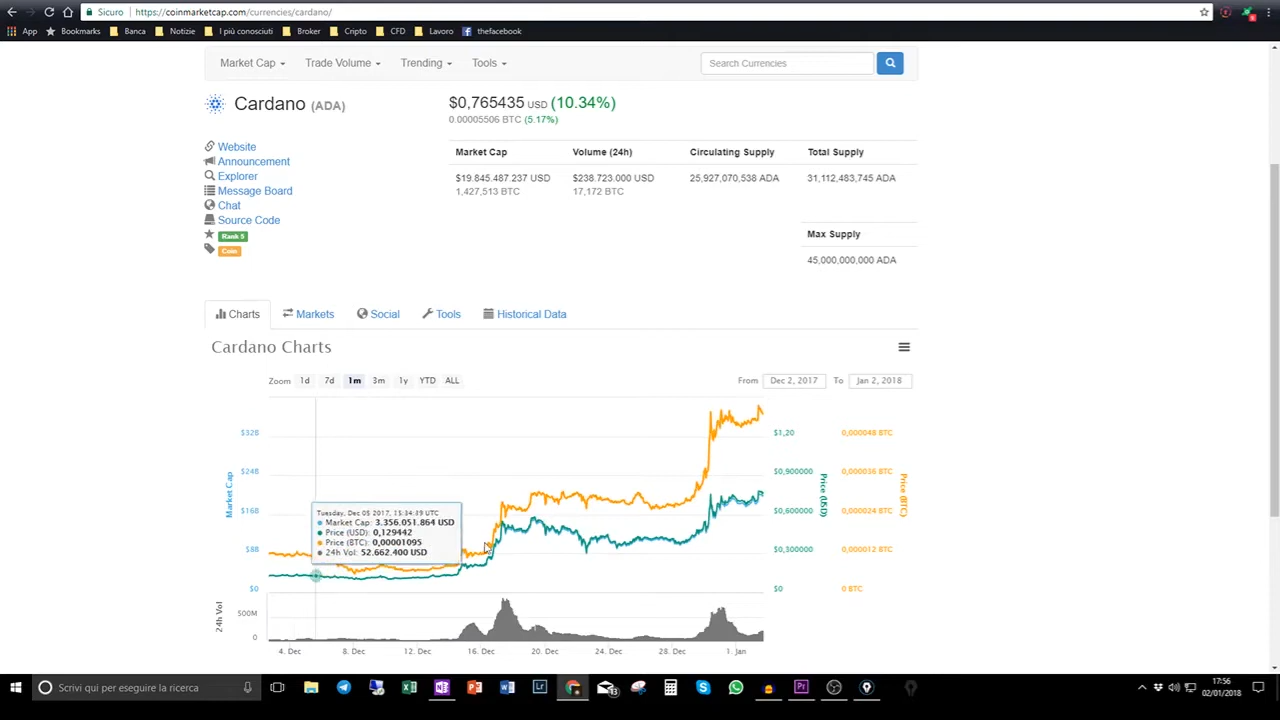 Sicuro https://coinmarketcap.com/currencies/cardano/
App Bookmarks Banca Notizie I più conosciuti Broker Cripto CFD Lavoro thefacebook
Market Cap Trade Volume Trending Tools Search Currencies
Cardano (ADA)
$0,765435 USD (10.34%)
0.00005506 BTC (5.17%)
Website
Announcement
Explorer
Message Board
Chat
Source Code
Rank 5
Coin
Market Cap Volume (24h) Circulating Supply Total Supply
$19.845.487.237 USD $238.723.000 USD 25,927,070,538 ADA 31,112,483,745 ADA
1,427,513 BTC 17,172 BTC
Max Supply
45,000,000,000 ADA
Charts Markets Social Tools Historical Data
Cardano Charts
Zoom 1d 7d 1m 3m 1y YTD ALL From Dec 2, 2017 To Jan 2, 2018
$32B $1,20 0,000048 BTC
$24B $0,900000 0,000036 BTC
$16B $0,600000 0,000024 BTC
$8B $0,300000 0,000012 BTC
$0 $0 0 BTC
Market Cap
Price (USD)
Price (BTC)
Tuesday, Dec 05 2017, 15:34:39 UTC
Market Cap: 3.356.051.864 USD
Price (USD): 0,129442
Price (BTC): 0,00001095
24h Vol: 52.662.400 USD
24h Vol
500M
0
4. Dec 8. Dec 12. Dec 16. Dec 20. Dec 24. Dec 28. Dec 1. Jan
Scrivi qui per eseguire la ricerca
13
17:56
02/01/2018